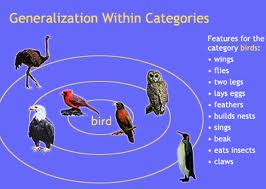 Generalization Within Categories
Features for the
category birds:
• wings
• flies
• two legs
• lays eggs
• feathers
• builds nests
• sings
• beak
• eats insects
• claws
bird